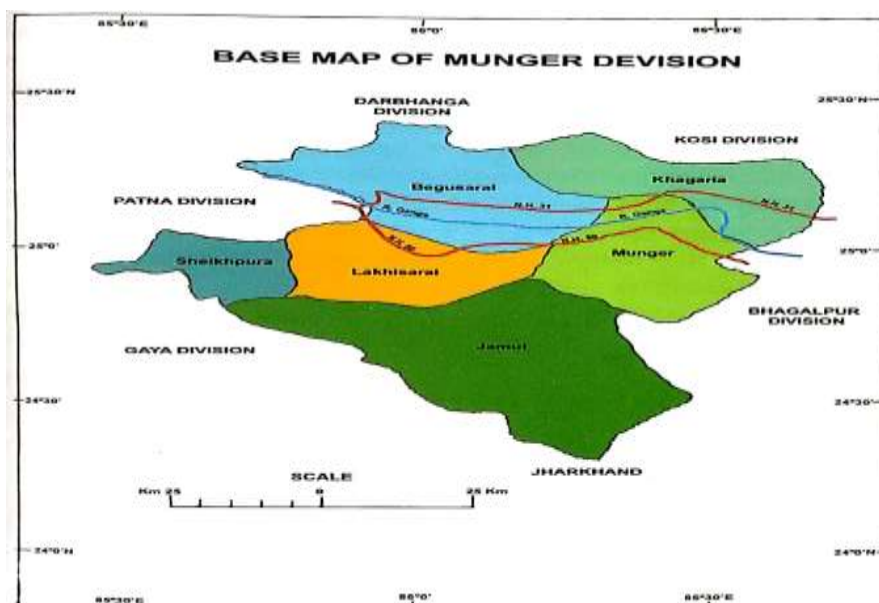 85°30'E 86°0' 86°30'E
BASE MAP OF MUNGER DEVISION
25°30'N 25°30'N
DARBHANGA
DIVISION
KOSI DIVISION
Khagaria
Begusarai
PATNA DIVISION
N.H. 31
N.H. 31
R. Ganga
R. Ganga
N.H. 80
N.H. 80
25°0' 25°0'
Sheikhpura
Lakhisarai
Munger
BHAGALPUR
DIVISION
GAYA DIVISION
Jamui
24°30' 24°30'
SCALE
JHARKHAND
Km 25 0 25 Km
24°0'N 24°0'N
85°30'E 86°0' 86°30'E